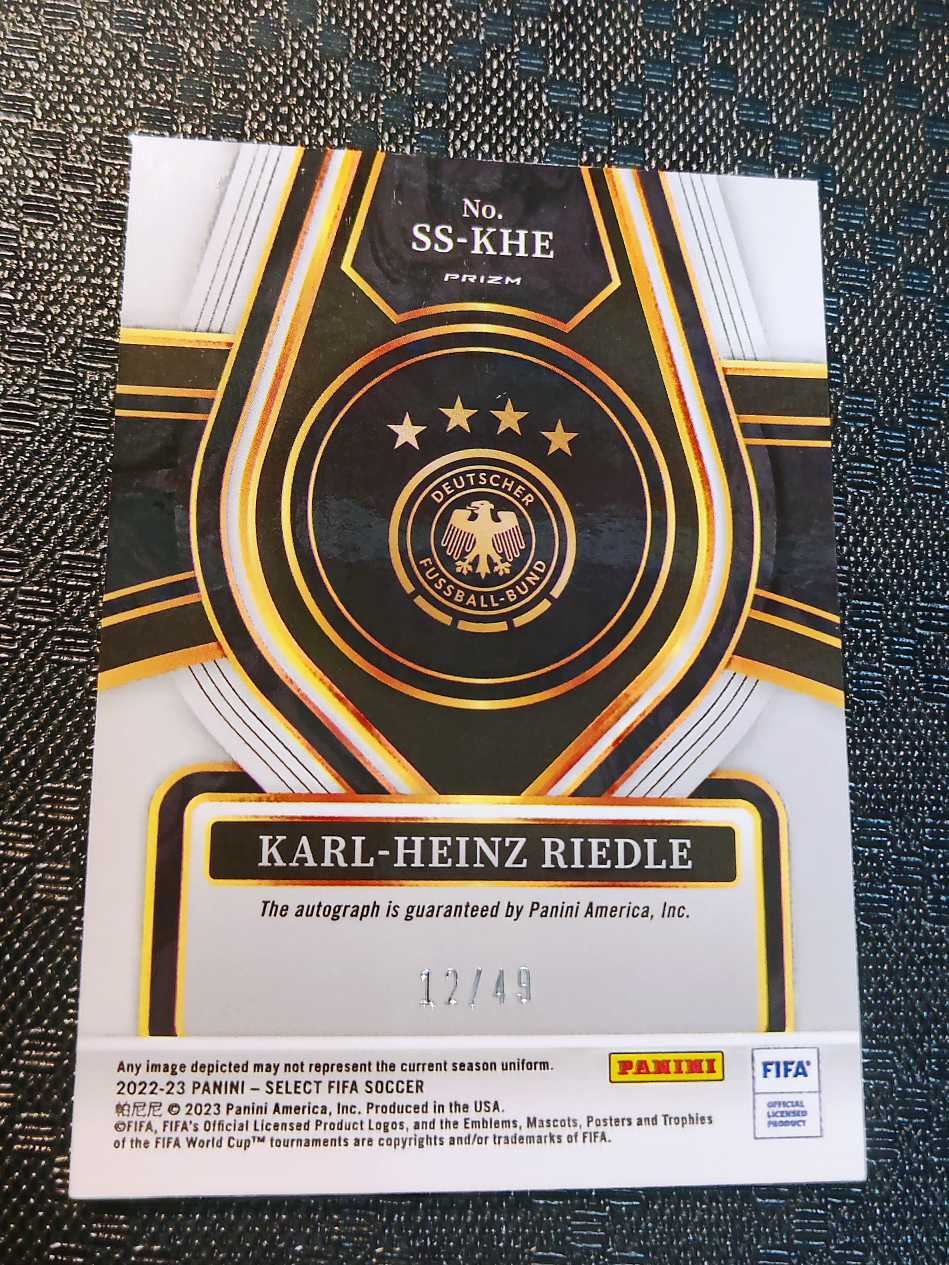 No.
SS-KHE
PRIZM
DEUTSCHER
FUSSBALL-BUND
KARL-HEINZ RIEDLE
The autograph is guaranteed by Panini America, Inc.
12/49
Any image depicted may not represent the current season uniform.
2022-23 PANINI – SELECT FIFA SOCCER
帕尼尼 © 2023 Panini America, Inc. Produced in the USA.
©FIFA, FIFA's Official Licensed Product Logos, and the Emblems, Mascots, Posters and Trophies
of the FIFA World Cup™ tournaments are copyrights and/or trademarks of FIFA.
PANINI
FIFA®
OFFICIAL
LICENSED
PRODUCT